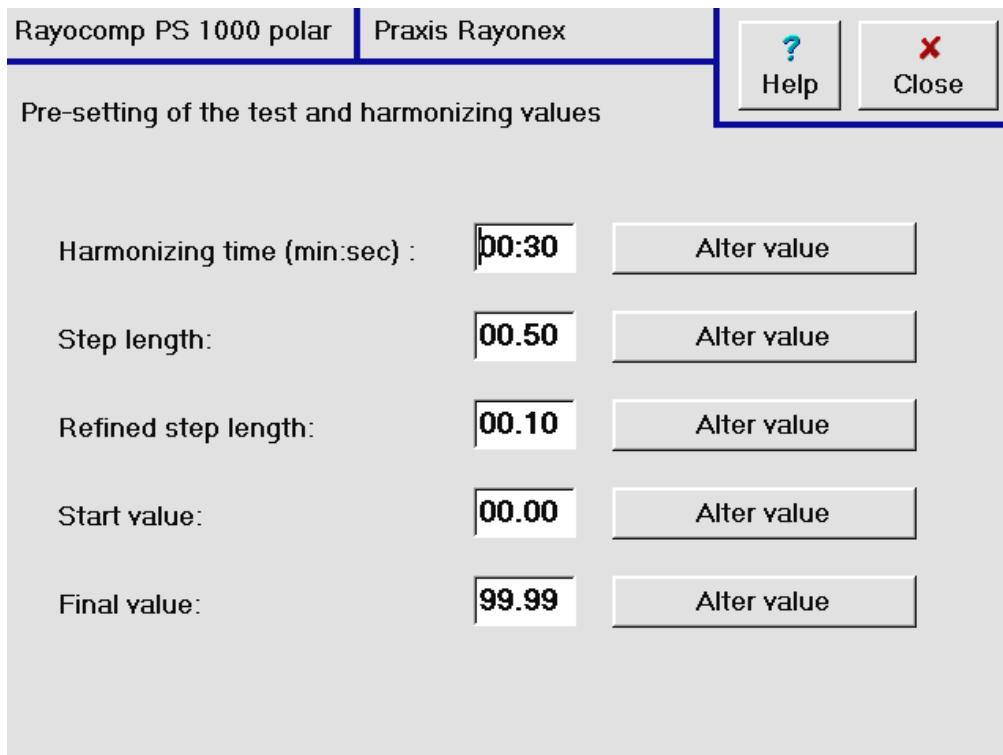 Rayocomp PS 1000 polar
Praxis Rayonex
? Help
Close
Pre-setting of the test and harmonizing values
Harmonizing time (min:sec) : 00:30 Alter value
Step length: 00.50 Alter value
Refined step length: 00.10 Alter value
Start value: 00.00 Alter value
Final value: 99.99 Alter value